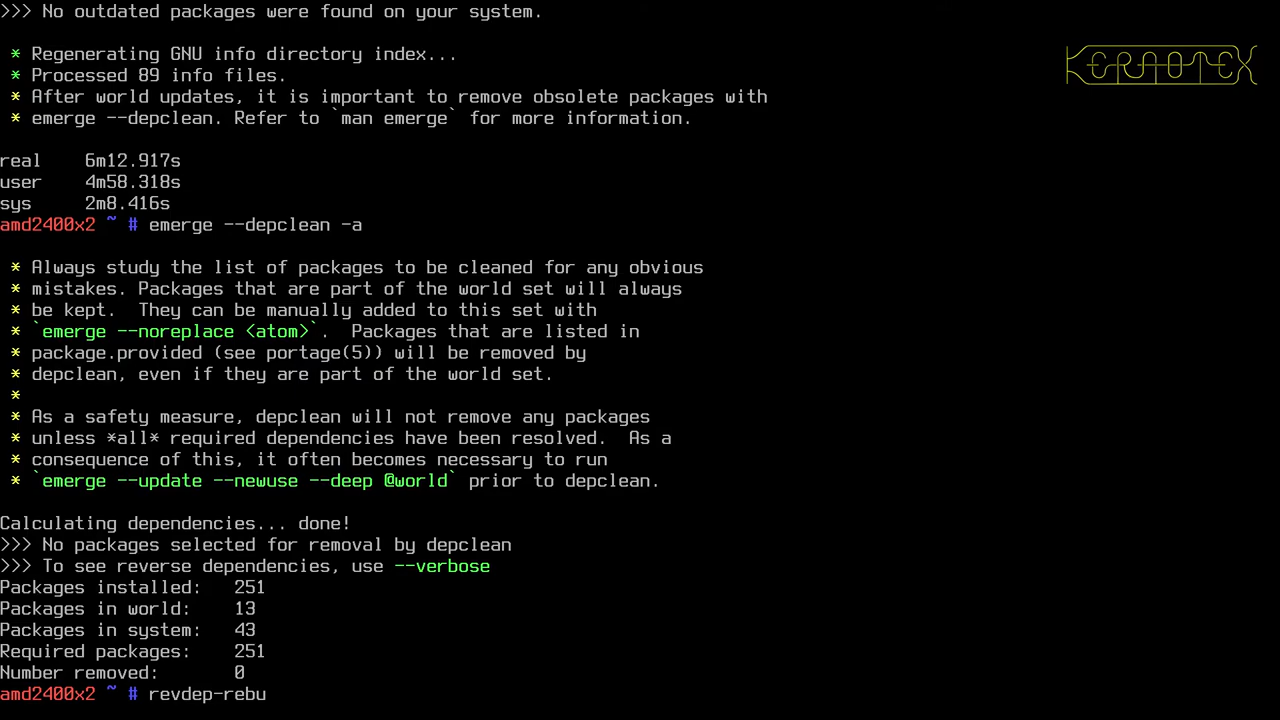 >>> No outdated packages were found on your system.
KERNOTEX
* Regenerating GNU info directory index...
* Processed 89 info files.
* After world updates, it is important to remove obsolete packages with
* emerge --depclean. Refer to `man emerge` for more information.
real    6m12.917s
user    4m58.318s
sys     2m8.416s
amd2400x2 ~ # emerge --depclean -a
* Always study the list of packages to be cleaned for any obvious
* mistakes. Packages that are part of the world set will always
* be kept.  They can be manually added to this set with
* `emerge --noreplace <atom>`.  Packages that are listed in
* package.provided (see portage(5)) will be removed by
* depclean, even if they are part of the world set.
*
* As a safety measure, depclean will not remove any packages
* unless *all* required dependencies have been resolved.  As a
* consequence of this, it often becomes necessary to run
* `emerge --update --newuse --deep @world` prior to depclean.
Calculating dependencies... done!
>>> No packages selected for removal by depclean
>>> To see reverse dependencies, use --verbose
Packages installed:   251
Packages in world:    13
Packages in system:   43
Required packages:    251
Number removed:       0
amd2400x2 ~ # revdep-rebu